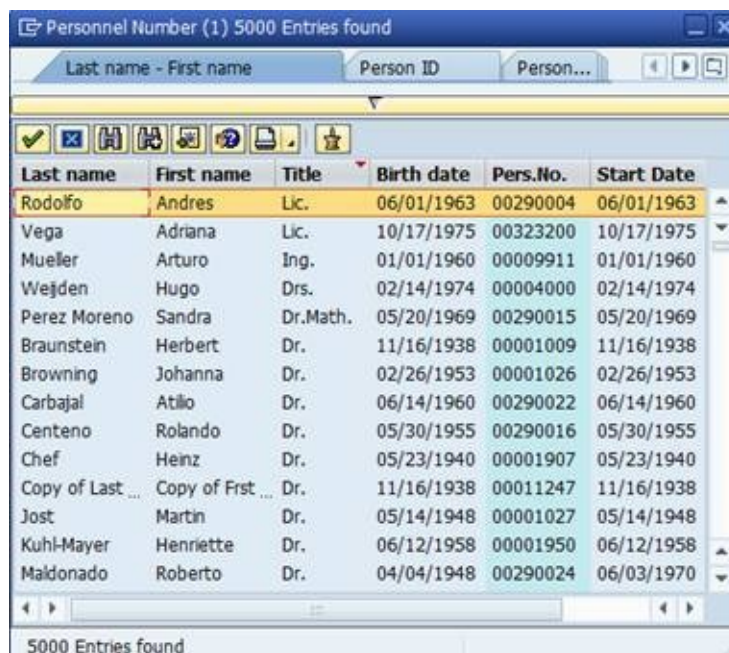 Personnel Number (1) 5000 Entries found
Last name - First name Person ID Person...
Last name First name Title Birth date Pers.No. Start Date
Rodolfo Andres Lic. 06/01/1963 00290004 06/01/1963
Vega Adriana Lic. 10/17/1975 00323200 10/17/1975
Mueller Arturo Ing. 01/01/1960 00009911 01/01/1960
Weijden Hugo Drs. 02/14/1974 00004000 02/14/1974
Perez Moreno Sandra Dr.Math. 05/20/1969 00290015 05/20/1969
Braunstein Herbert Dr. 11/16/1938 00001009 11/16/1938
Browning Johanna Dr. 02/26/1953 00001026 02/26/1953
Carbajal Atilio Dr. 06/14/1960 00290022 06/14/1960
Centeno Rolando Dr. 05/30/1955 00290016 05/30/1955
Chef Heinz Dr. 05/23/1940 00001907 05/23/1940
Copy of Last ... Copy of Frst ... Dr. 11/16/1938 00011247 11/16/1938
Jost Martin Dr. 05/14/1948 00001027 05/14/1948
Kuhl-Mayer Henriette Dr. 06/12/1958 00001950 06/12/1958
Maldonado Roberto Dr. 04/04/1948 00290024 06/03/1970
5000 Entries found